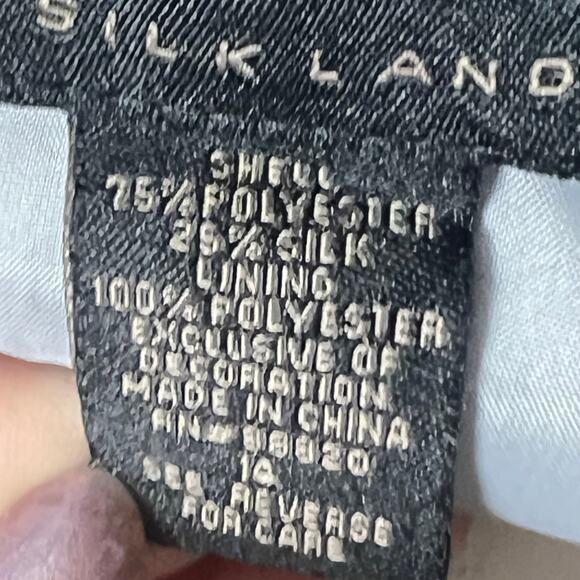 SILK LAND
SHELL
75% POLYESTER
25% SILK
LINING
100% POLYESTER
EXCLUSIVE OF
DECORATION
MADE IN CHINA
14
SEE REVERSE
FOR CARE